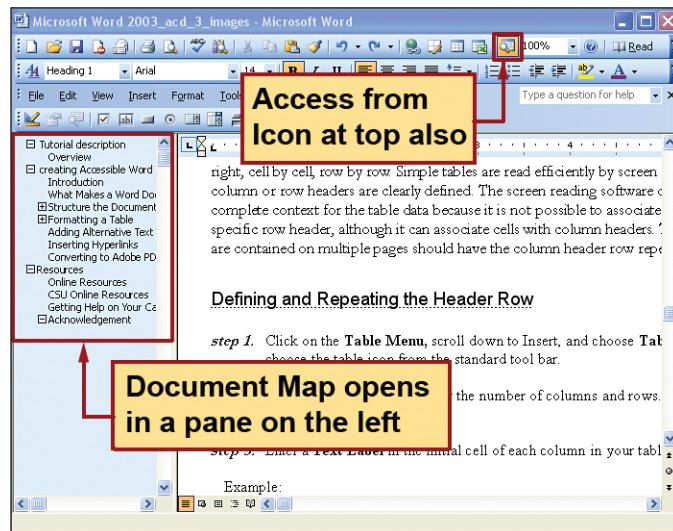 Microsoft Word 2003_acd_3_images - Microsoft Word
100%
Read
Heading 1
Arial
14
File Edit View Insert Format Tools
Type a question for help
Access from
Icon at top also
Tutorial description
Overview
creating Accessible Word
Introduction
What Makes a Word Do
Structure the Document
Formatting a Table
Adding Alternative Text
Inserting Hyperlinks
Converting to Adobe PD
Resources
Online Resources
CSU Online Resources
Getting Help on Your Ca
Acknowledgement
right, cell by cell, row by row. Simple tables are read efficiently by screen
column or row headers are clearly defined. The screen reading software
complete context for the table data because it is not possible to associate
specific row header, although it can associate cells with column headers.
are contained on multiple pages should have the column header row repe
Defining and Repeating the Header Row
step 1. Click on the Table Menu, scroll down to Insert, and choose Tab
choose the table icon from the standard tool bar.
the number of columns and rows.
Document Map opens
in a pane on the left
Enter a Text Label in the initial cell of each column in your tabl
Example: